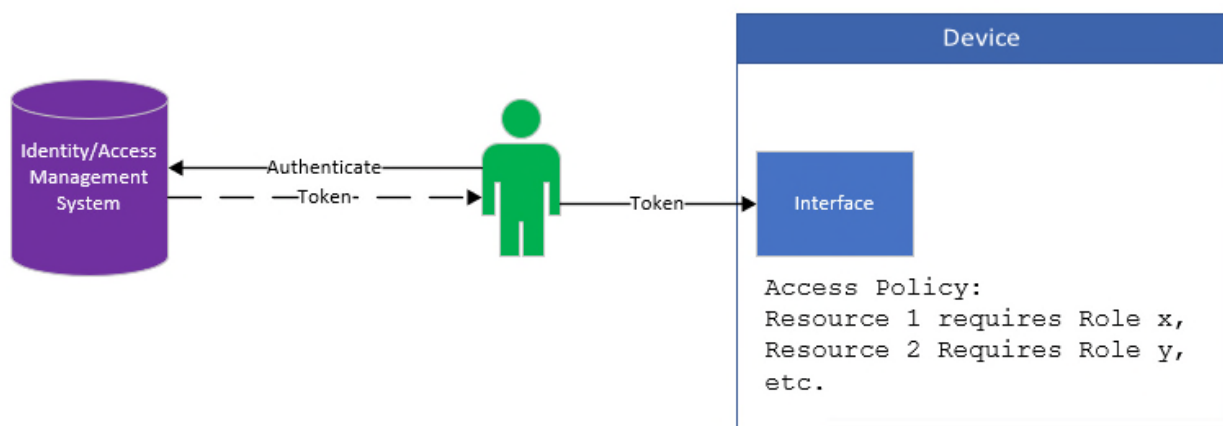 Device
Identity/Access
Management
System
Authenticate
Token
Token
Interface
Access Policy:
Resource 1 requires Role x,
Resource 2 Requires Role y,
etc.